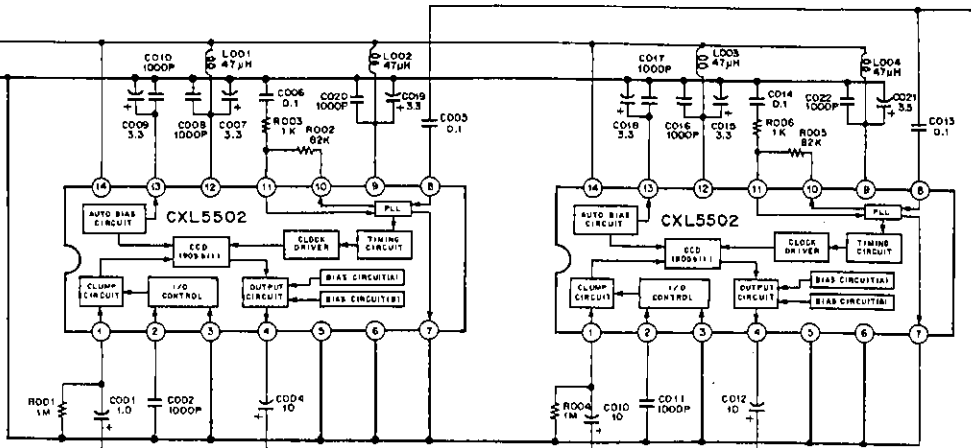 CD10 1000P
L001 47μH
L002 47μH
CD17 1000P
L003 47μH
L004 47μH
C006 0.1
C020 1000P
C019 3.3
C003 0.1
C014 0.1
C022 1000P
C021 3.3
C013 0.1
C009 3.3
C008 1000P
C007 3.3
R003 1K
R002 82K
C018 3.3
C016 1000P
C015 3.3
R006 1K
R005 82K
14 13 12 11 10 9 8
14 13 12 11 10 9 8
CXL5502
CXL5502
AUTO BIAS CIRCUIT
PLL
AUTO BIAS CIRCUIT
PLL
CCD (905BIT)
CLOCK DRIVER
TIMING CIRCUIT
CCD (905BIT)
CLOCK DRIVER
TIMING CIRCUIT
CLUMP CIRCUIT
I/O CONTROL
OUTPUT CIRCUIT
BIAS CIRCUIT(A)
BIAS CIRCUIT(B)
CLUMP CIRCUIT
I/O CONTROL
OUTPUT CIRCUIT
BIAS CIRCUIT(A)
BIAS CIRCUIT(B)
1 2 3 4 5 6 7
1 2 3 4 5 6 7
R001 1M
C001 1.0
C002 1000P
C004 10
R004 1M
C010 10
C011 1000P
C012 10